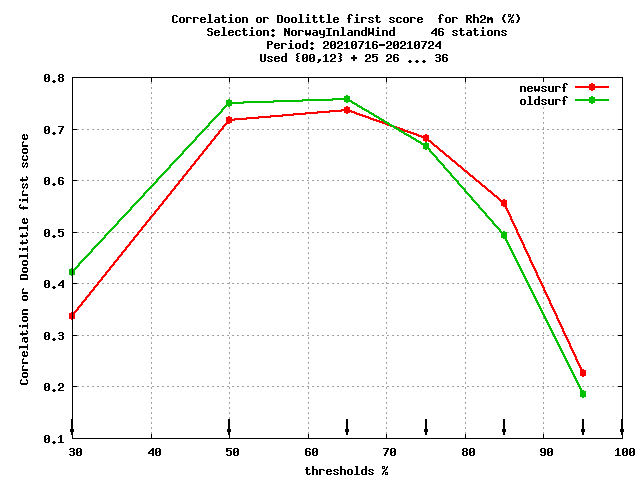 Correlation or Doolittle first score  for Rh2m (%)
Selection: NorwayInlandWind     46 stations
Period: 20210716-20210724
Used {00,12} + 25 26 ... 36
newsurf
oldsurf
Correlation or Doolittle first score
0.8
0.7
0.6
0.5
0.4
0.3
0.2
0.1
30 40 50 60 70 80 90 100
thresholds %